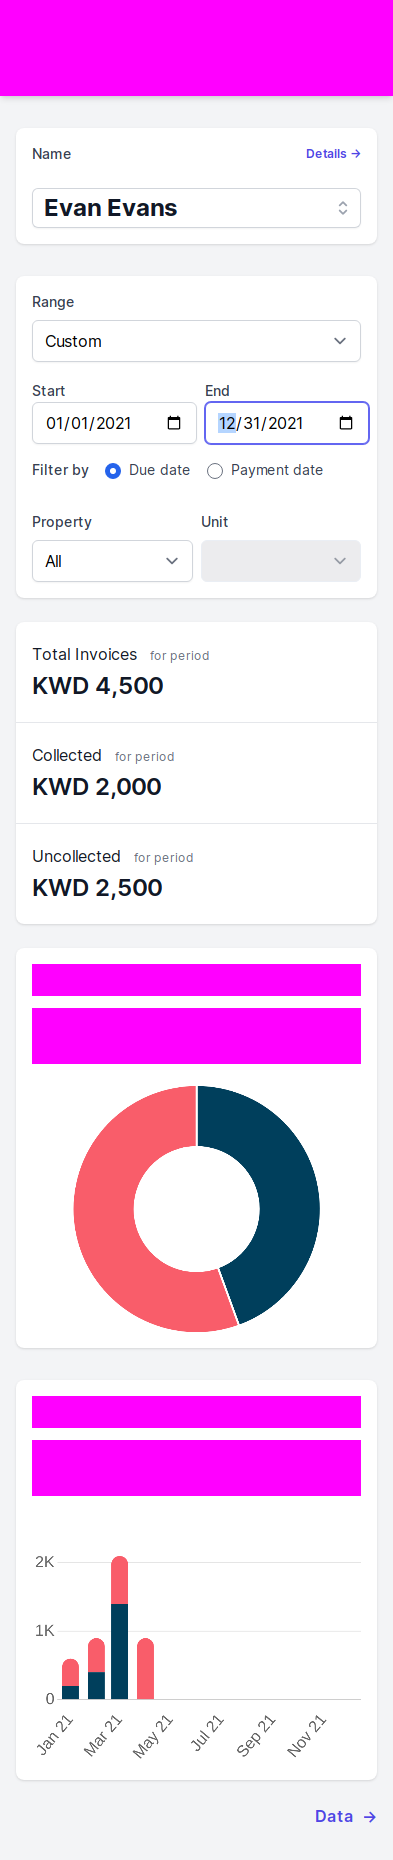 Name
Details →
Evan Evans
Range
Custom
Start
End
01/01/2021
12/31/2021
Filter by
Due date
Payment date
Property
Unit
All
Total Invoices for period
KWD 4,500
Collected for period
KWD 2,000
Uncollected for period
KWD 2,500
2K
1K
0
Jan 21
Mar 21
May 21
Jul 21
Sep 21
Nov 21
Data →